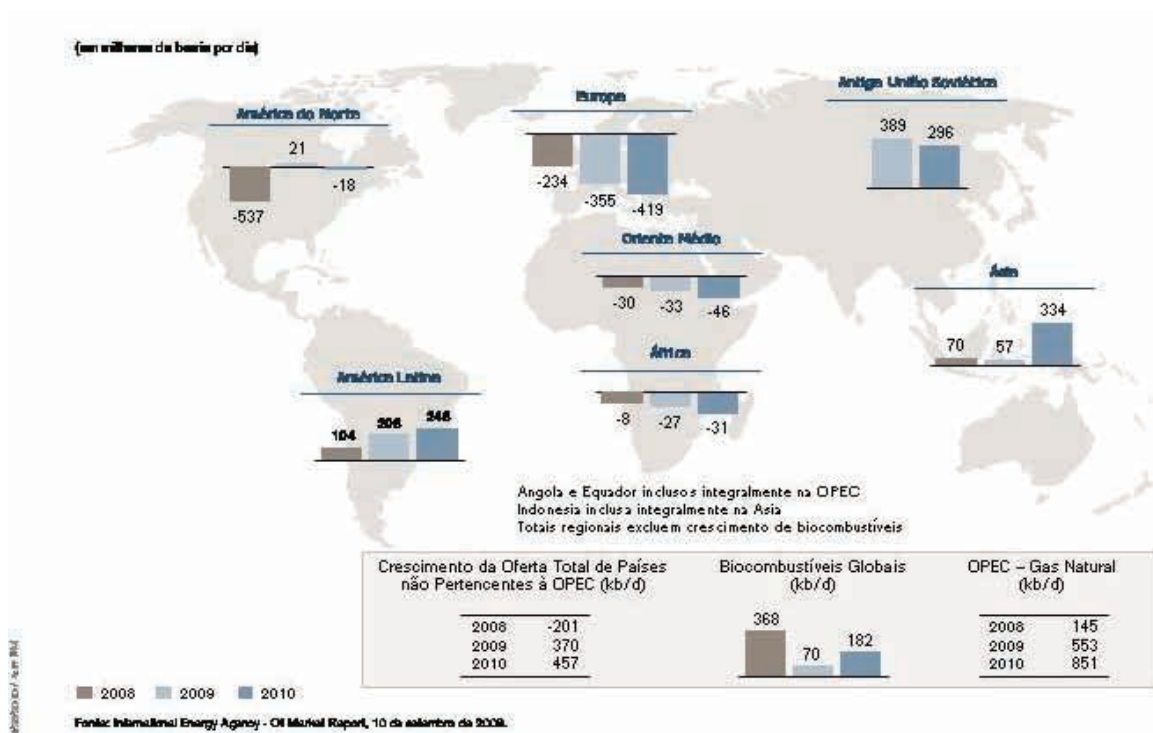 (em milhares de barris por dia)
América do Norte
21
-18
-537
Europa
-234
-355
-419
Antiga União Soviética
389
296
Oriente Médio
-30
-33
-46
Ásia
70
57
334
África
-8
-27
-31
América Latina
104
206
Angola e Equador inclusos integralmente na OPEC
Indonesia inclusa integralmente na Asia
Totais regionais excluem crescimento de biocombustíveis
Crescimento da Oferta Total de Países
não Pertencentes à OPEC (kb/d)
2008 -201
2009 370
2010 457
Biocombustíveis Globais
(kb/d)
368
70
182
OPEC – Gas Natural
(kb/d)
2008 145
2009 553
2010 851
2008 2009 2010
Fonte: International Energy Agency - Oil Market Report, 10 de setembro de 2009.